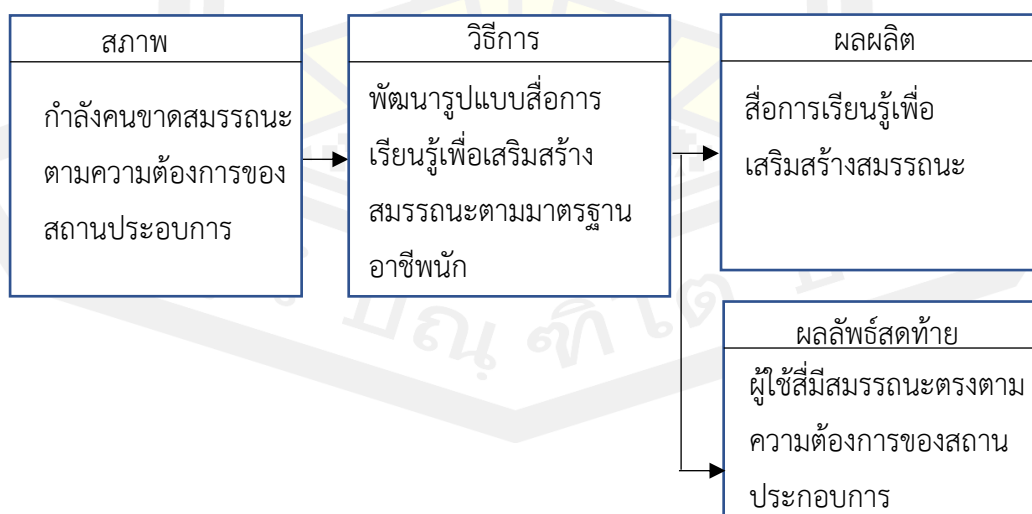 สภาพ
กำลังคนขาดสมรรถนะ
ตามความต้องการของ
สถานประอบการ
วิธีการ
พัฒนารูปแบบสื่อการ
เรียนรู้เพื่อเสริมสร้าง
สมรรถนะตามมาตรฐาน
อาชีพนัก
ผลผลิต
สื่อการเรียนรู้เพื่อ
เสริมสร้างสมรรถนะ
ผลลัพธ์สดท้าย
ผู้ใช้สื่มีสมรรถนะตรงตาม
ความต้องการของสถาน
ประกอบการ